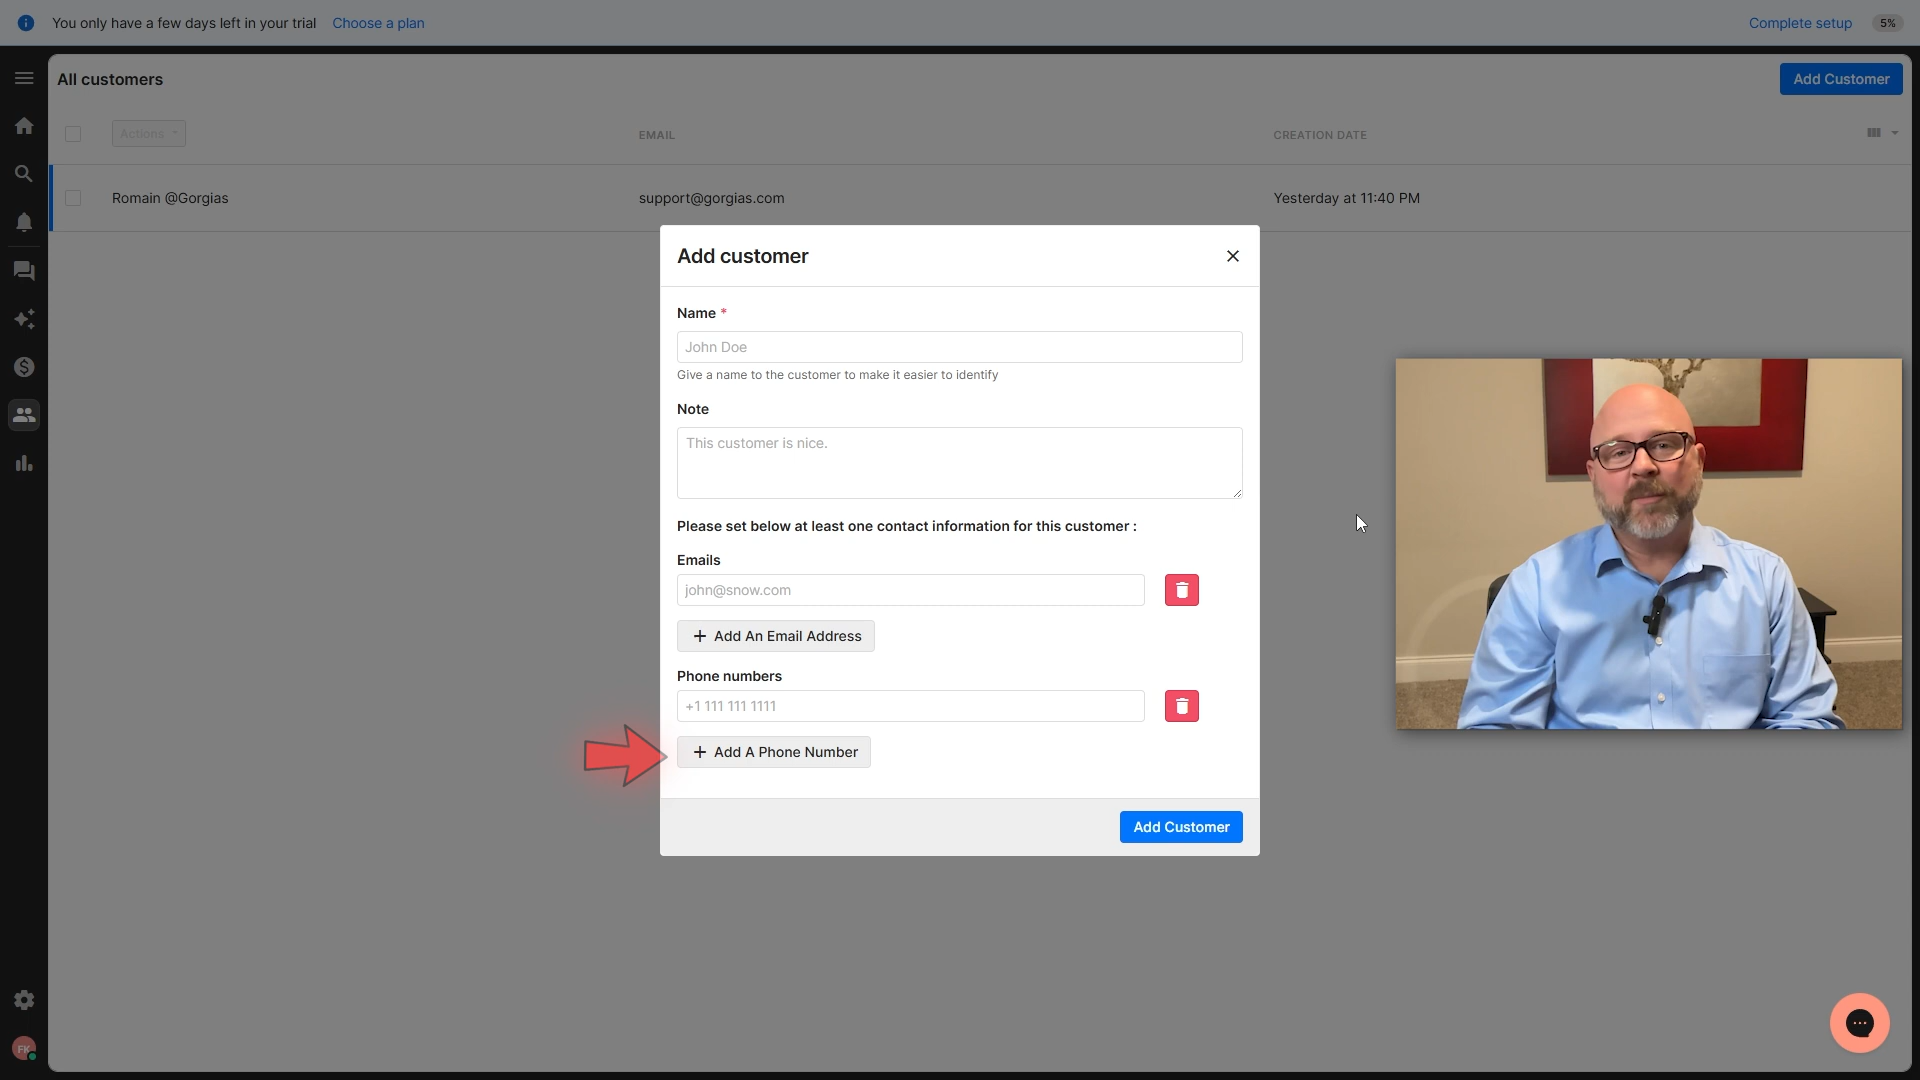 You only have a few days left in your trial Choose a plan
Complete setup 5%
All customers
Add Customer
Actions EMAIL CREATION DATE
Romain @Gorgias support@gorgias.com Yesterday at 11:40 PM
Add customer
Name *
John Doe
Give a name to the customer to make it easier to identify
Note
This customer is nice.
Please set below at least one contact information for this customer :
Emails
john@snow.com
Add An Email Address
Phone numbers
+1 111 111 1111
Add A Phone Number
Add Customer
FK